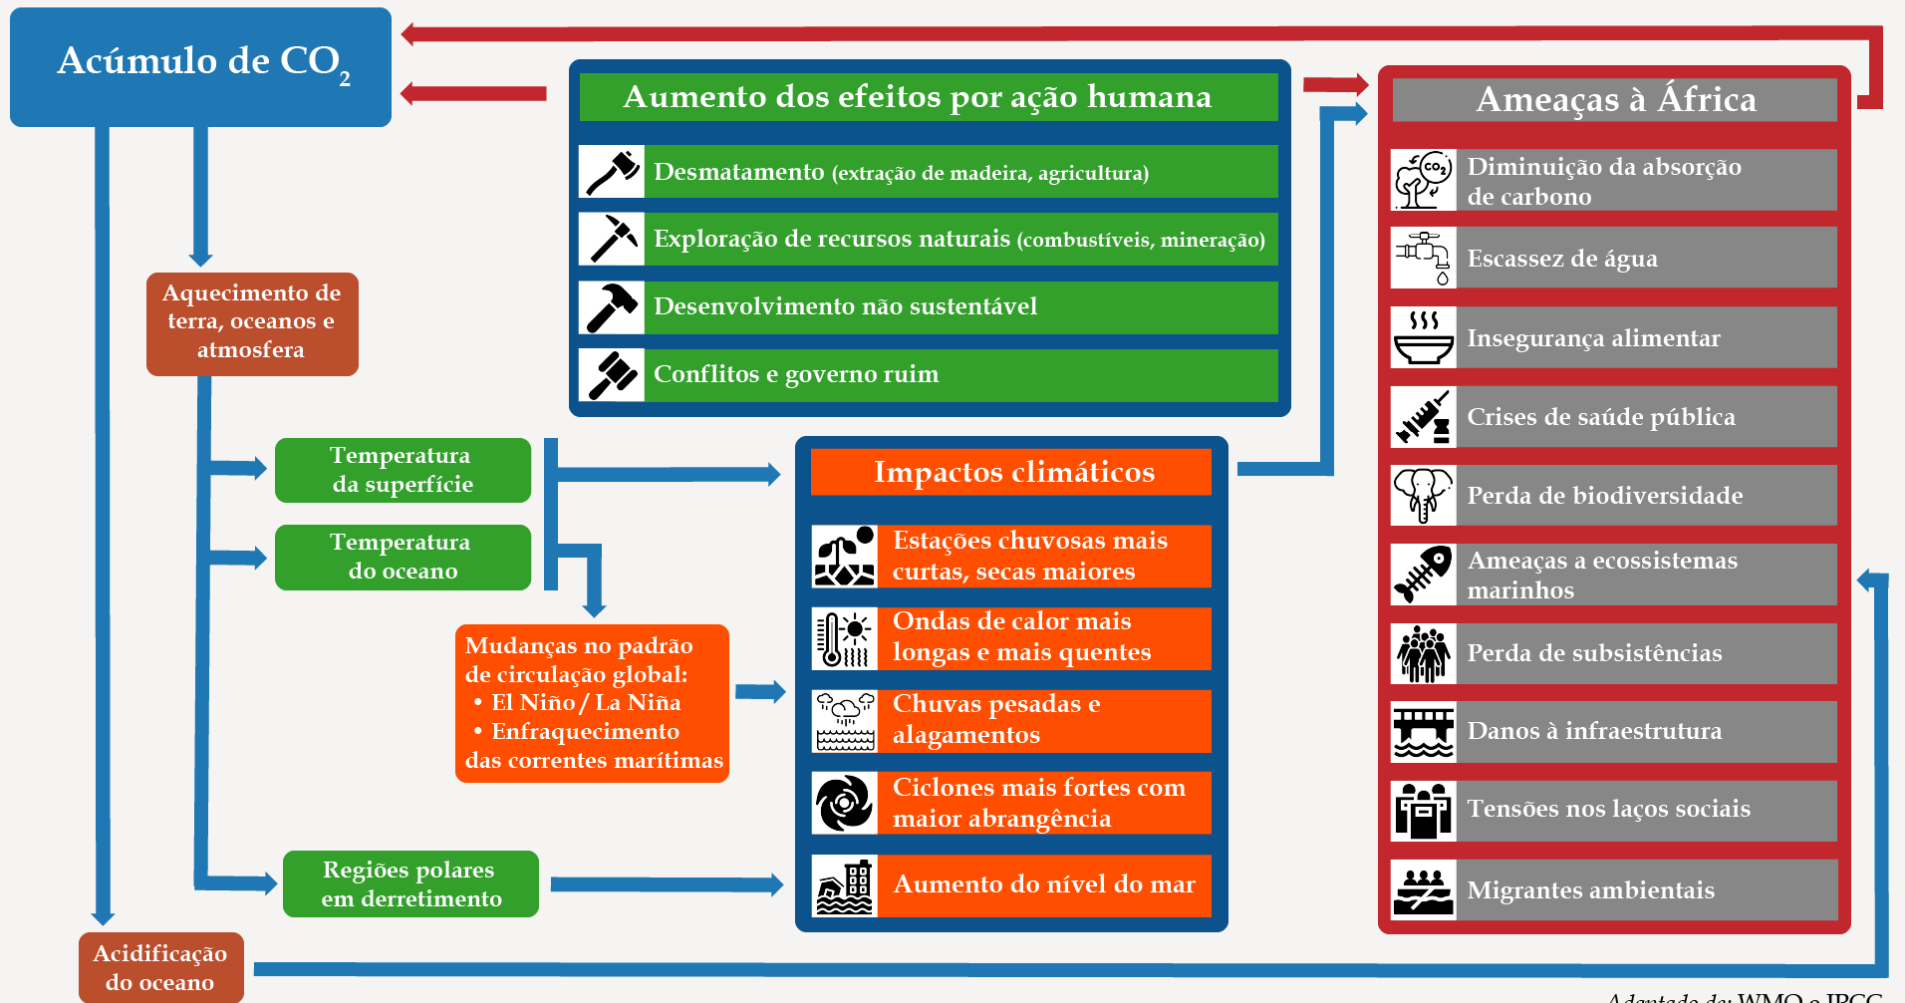 Acúmulo de CO₂
Aumento dos efeitos por ação humana
Desmatamento (extração de madeira, agricultura)
Exploração de recursos naturais (combustíveis, mineração)
Desenvolvimento não sustentável
Conflitos e governo ruim
Ameaças à África
CO₂
Diminuição da absorção
de carbono
Escassez de água
Insegurança alimentar
Crises de saúde pública
Perda de biodiversidade
Ameaças a ecossistemas
marinhos
Perda de subsistências
Danos à infraestrutura
Tensões nos laços sociais
Migrantes ambientais
Aquecimento de
terra, oceanos e
atmosfera
Temperatura
da superfície
Temperatura
do oceano
Mudanças no padrão
de circulação global:
• El Niño / La Niña
• Enfraquecimento
das correntes marítimas
Impactos climáticos
Estações chuvosas mais
curtas, secas maiores
Ondas de calor mais
longas e mais quentes
Chuvas pesadas e
alagamentos
Ciclones mais fortes com
maior abrangência
Aumento do nível do mar
Regiões polares
em derretimento
Acidificação
do oceano
Adaptado de: WMO e IPCC